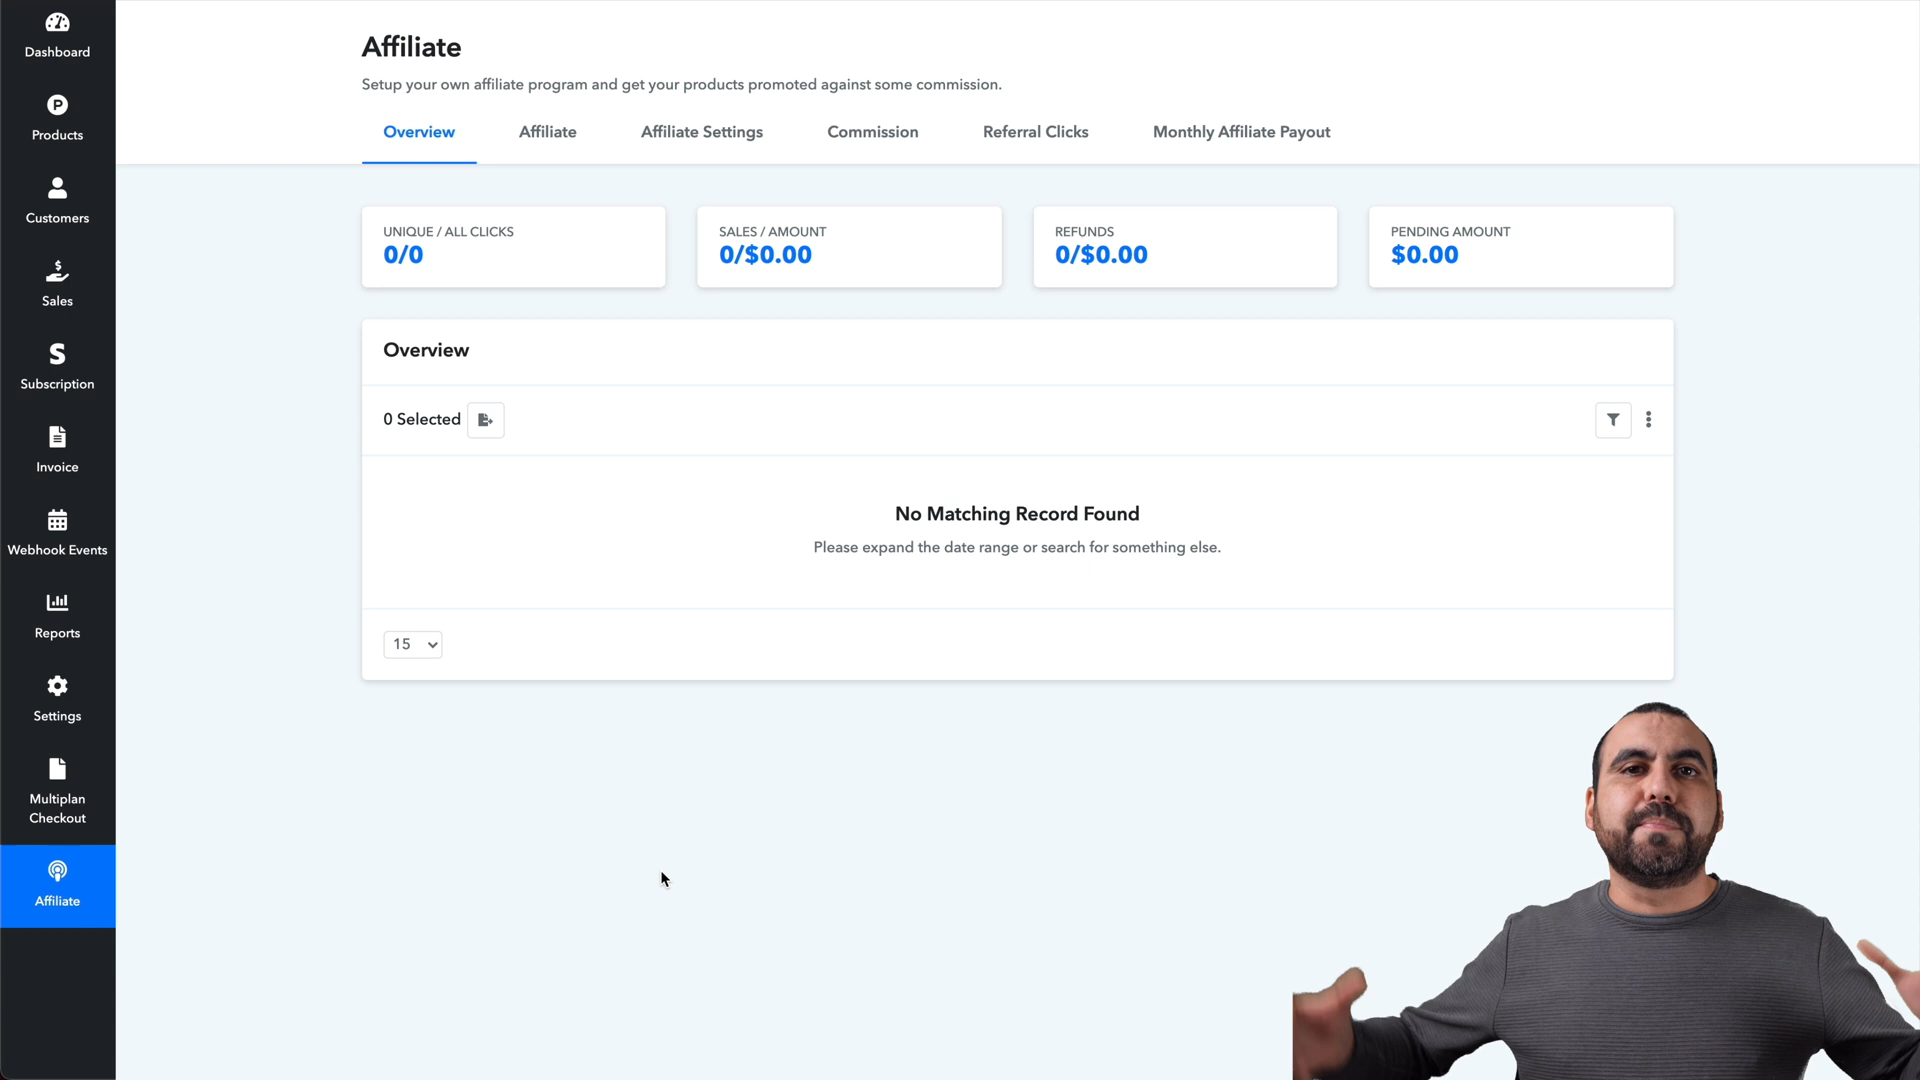 Dashboard
Products
Customers
Sales
Subscription
Invoice
Webhook Events
Reports
Settings
Multiplan
Checkout
Affiliate
Affiliate
Setup your own affiliate program and get your products promoted against some commission.
Overview
Affiliate
Affiliate Settings
Commission
Referral Clicks
Monthly Affiliate Payout
UNIQUE / ALL CLICKS
0/0
SALES / AMOUNT
0/$0.00
REFUNDS
0/$0.00
PENDING AMOUNT
$0.00
Overview
0 Selected
No Matching Record Found
Please expand the date range or search for something else.
15